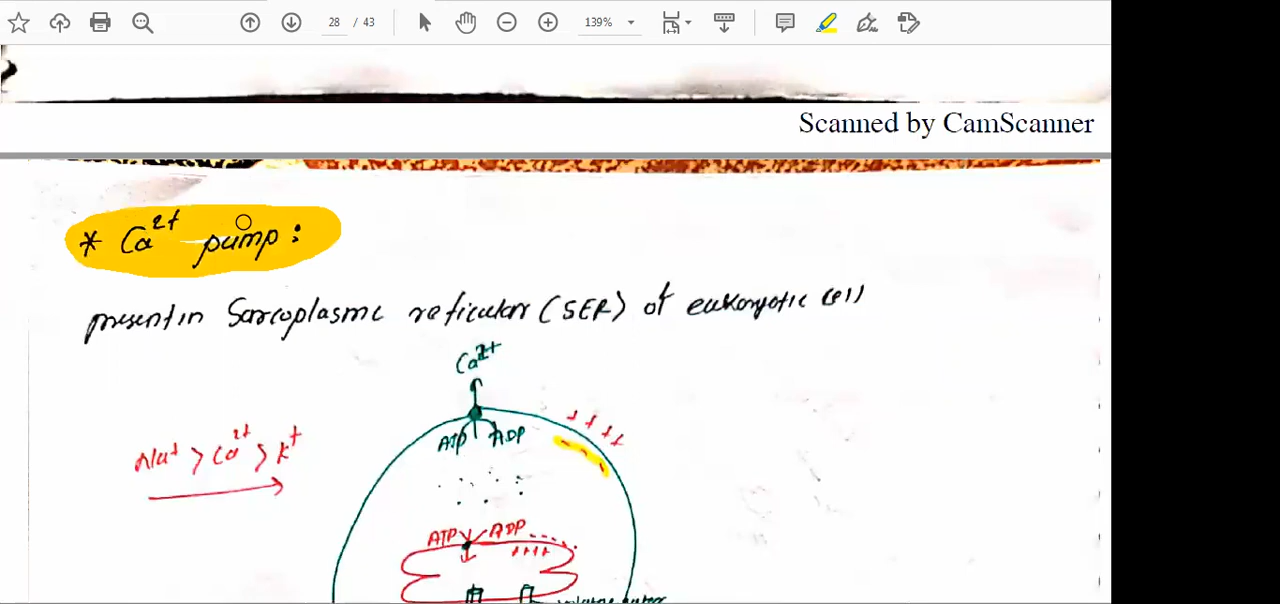 28 / 43
139%
Scanned by CamScanner
* Ca2+ pump :
present in Sarcoplasmc reticular (SER) of eukaryotic cell
Ca2+
ATP ADP
+ + + +
- - - -
Na+ > Ca2+ > K+
ATP ADP
- - - -
++++